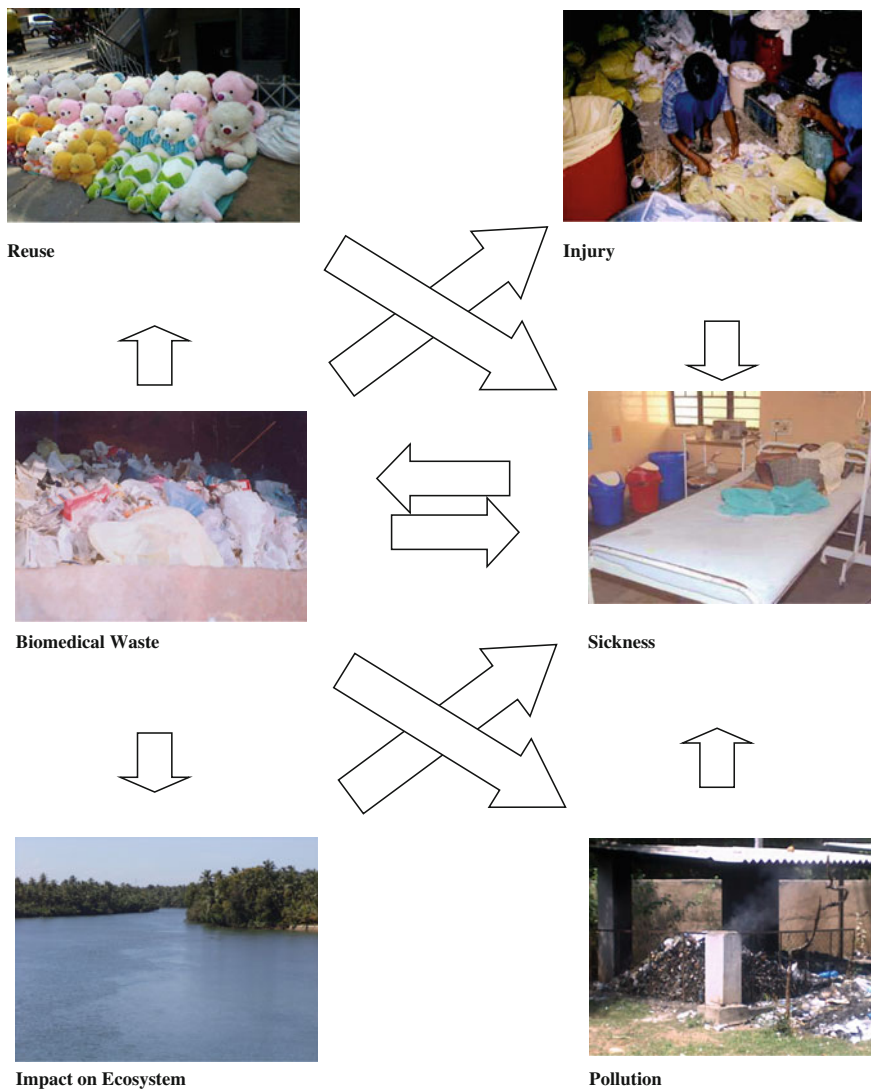 Reuse
Injury
Biomedical Waste
Sickness
Impact on Ecosystem
Pollution